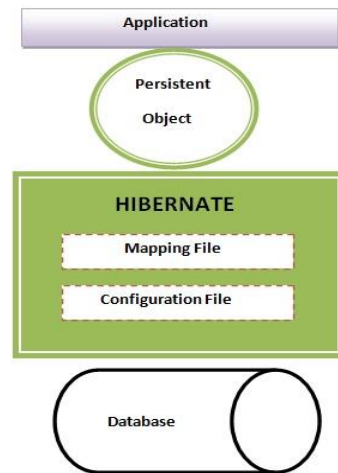 Application
Persistent
Object
HIBERNATE
Mapping File
Configuration File
Database